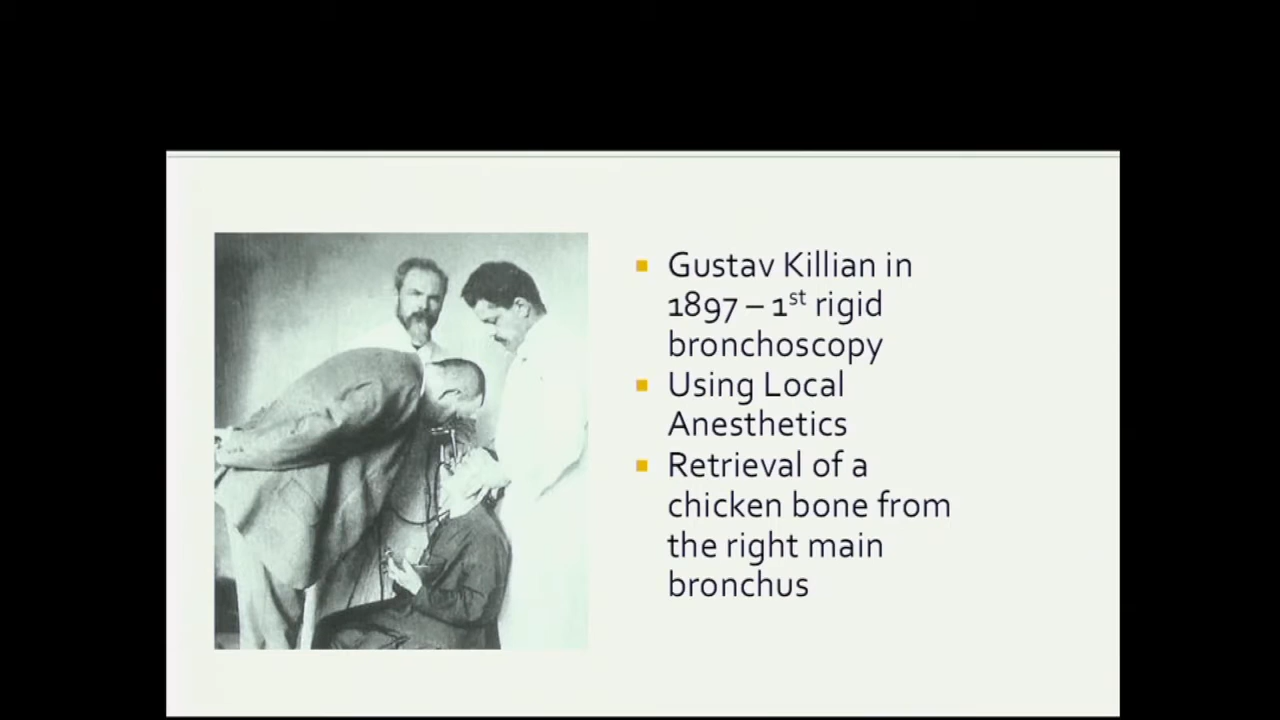 Gustav Killian in
1897 – 1st rigid
bronchoscopy
Using Local
Anesthetics
Retrieval of a
chicken bone from
the right main
bronchus